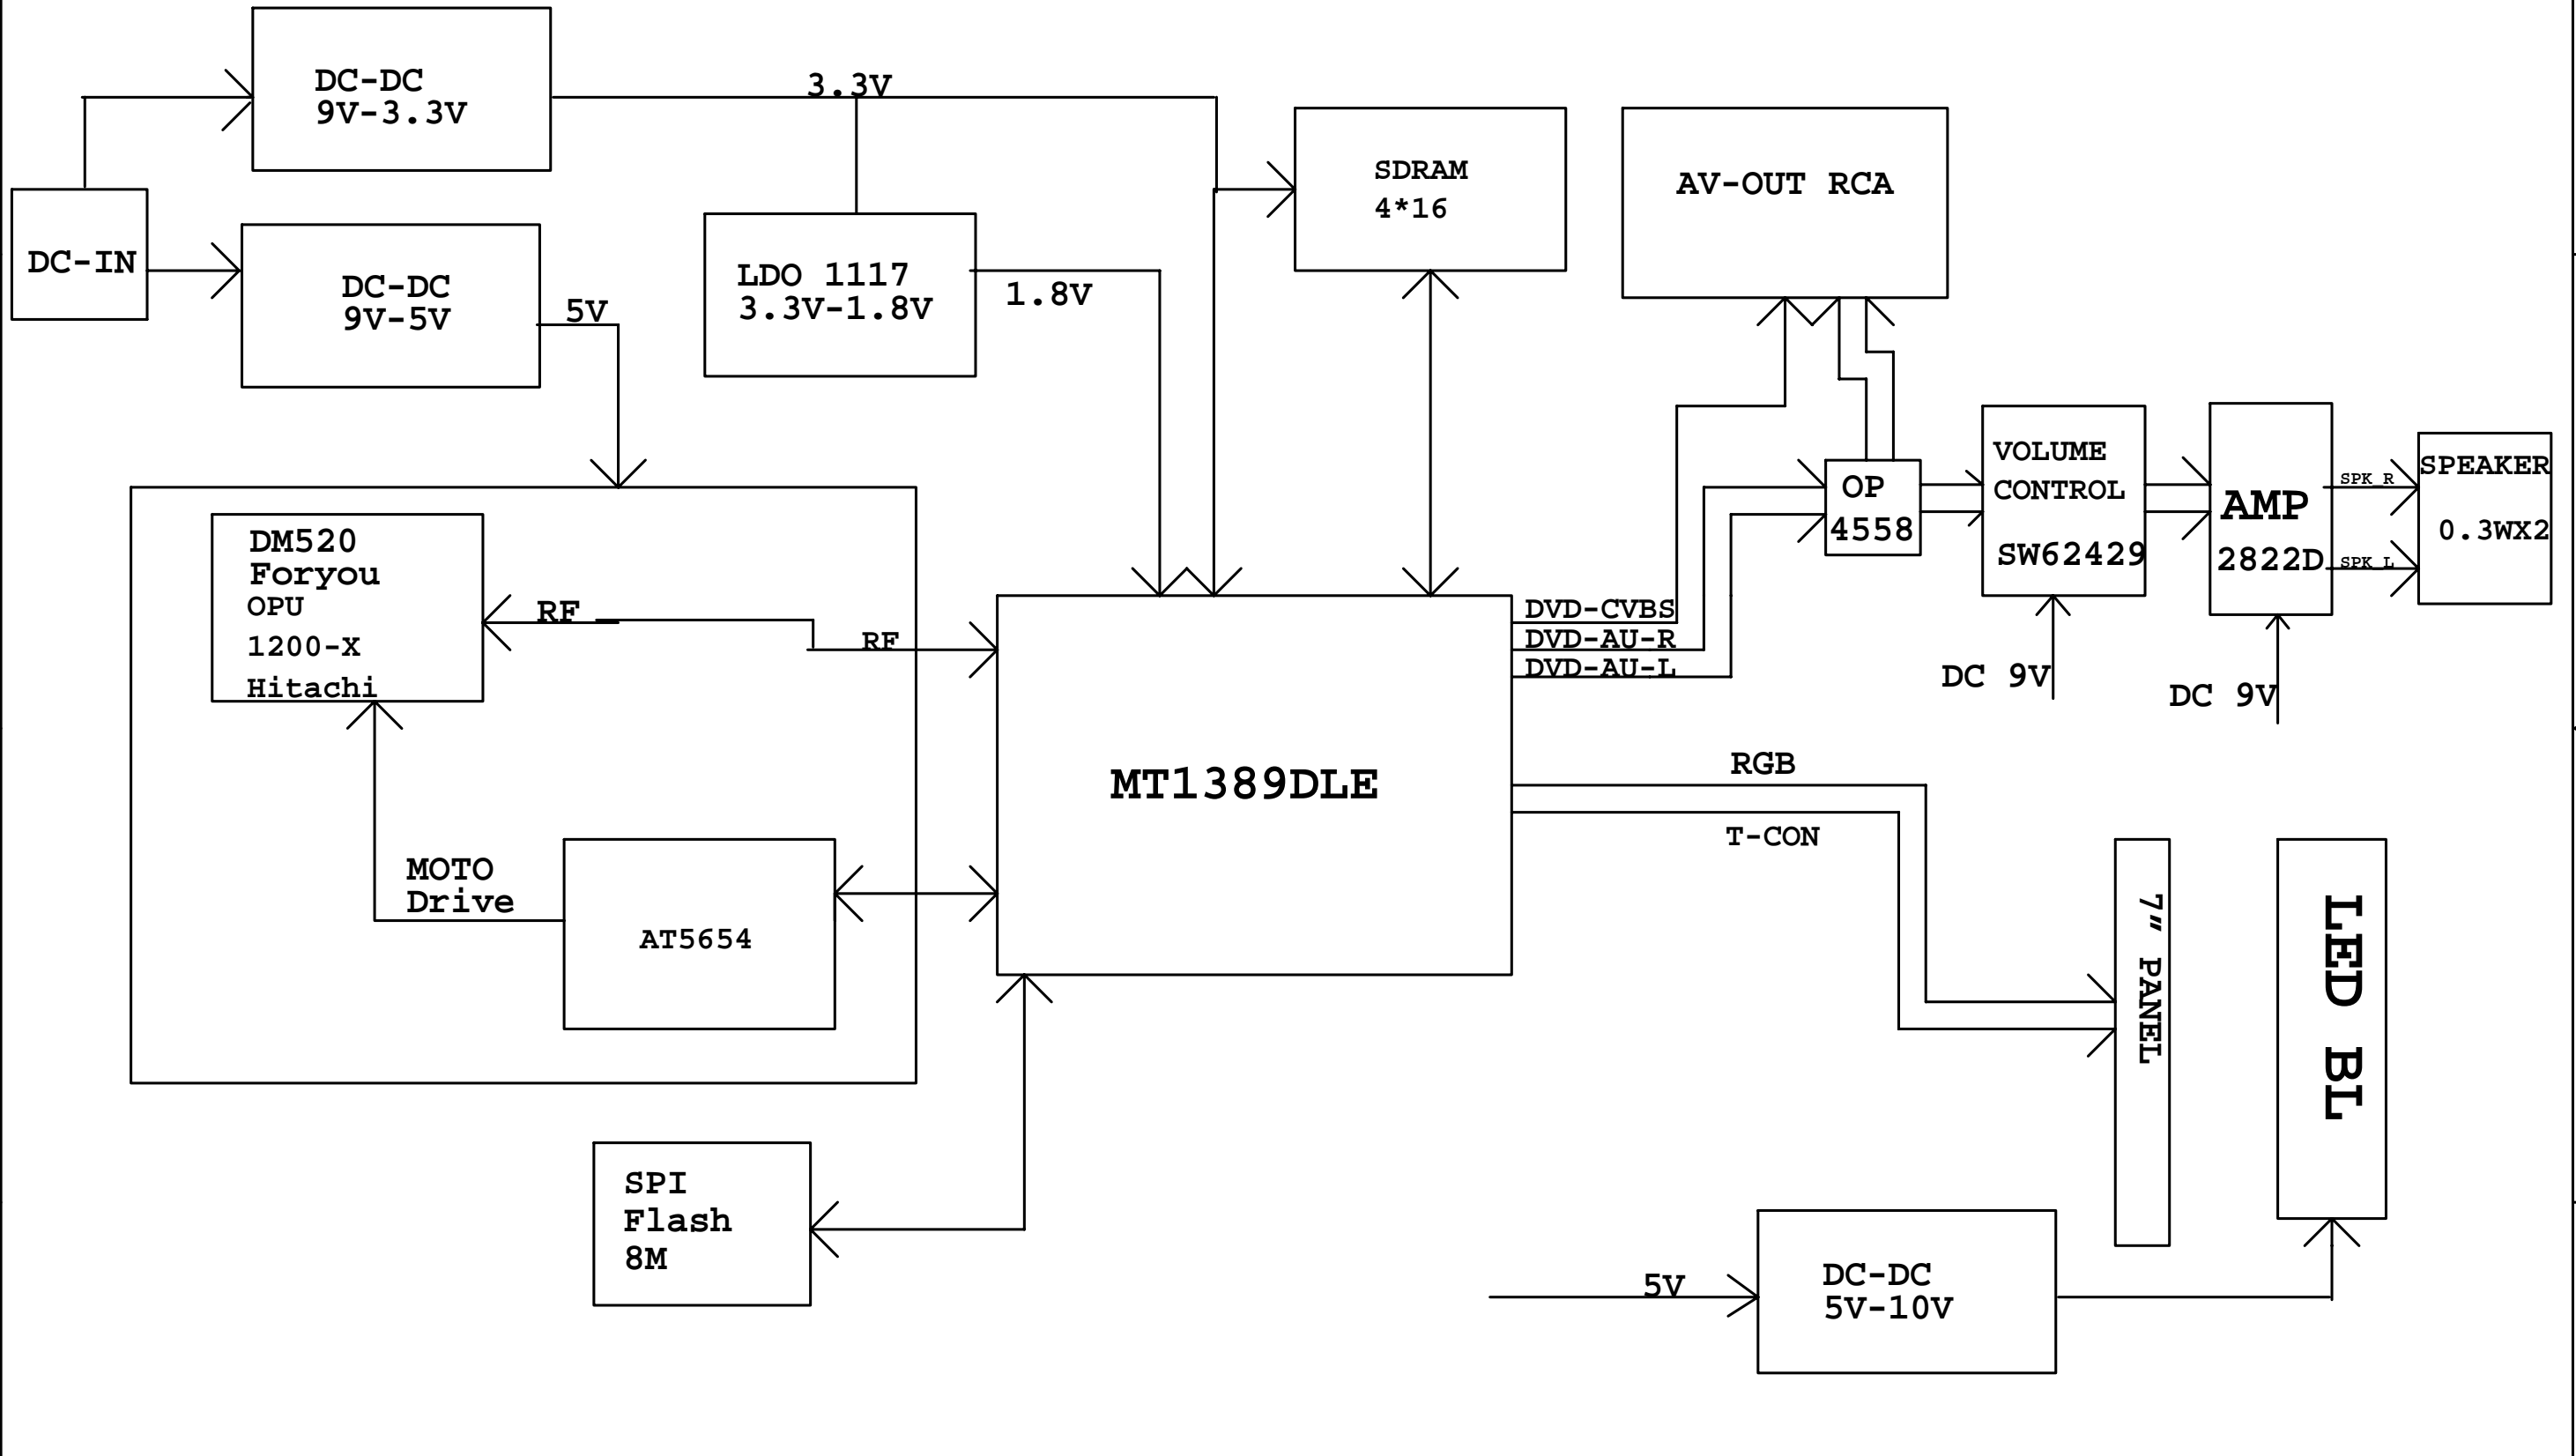 DC-DC
9V-3.3V
3.3V
SDRAM
4*16
AV-OUT RCA
DC-IN
DC-DC
9V-5V
5V
LDO 1117
3.3V-1.8V
1.8V
DM520
Foryou
OPU
1200-X
Hitachi
RF
RF
MOTO
Drive
AT5654
MT1389DLE
DVD-CVBS
DVD-AU-R
DVD-AU-L
OP
4558
VOLUME
CONTROL
SW62429
DC 9V
AMP
2822D
DC 9V
SPK_R
SPK_L
SPEAKER
0.3WX2
RGB
T-CON
7" PANEL
LED BL
SPI
Flash
8M
5V
DC-DC
5V-10V